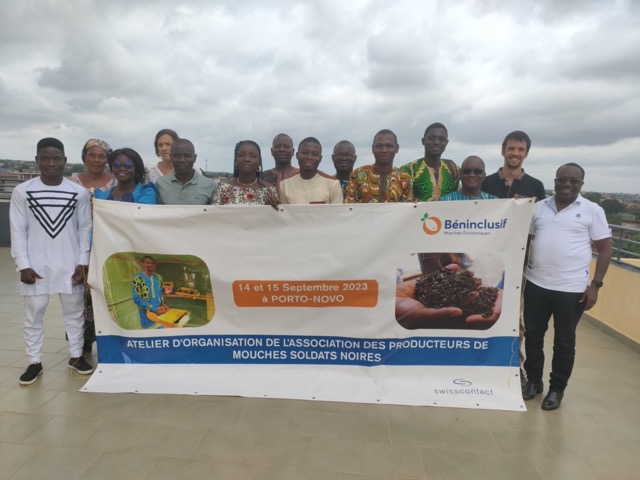 Béninclusif
Mouches Dynamiques
14 et 15 Septembre 2023
à PORTO-NOVO
ATELIER D'ORGANISATION DE L'ASSOCIATION DES PRODUCTEURS DE
MOUCHES SOLDATS NOIRES
swisscontact